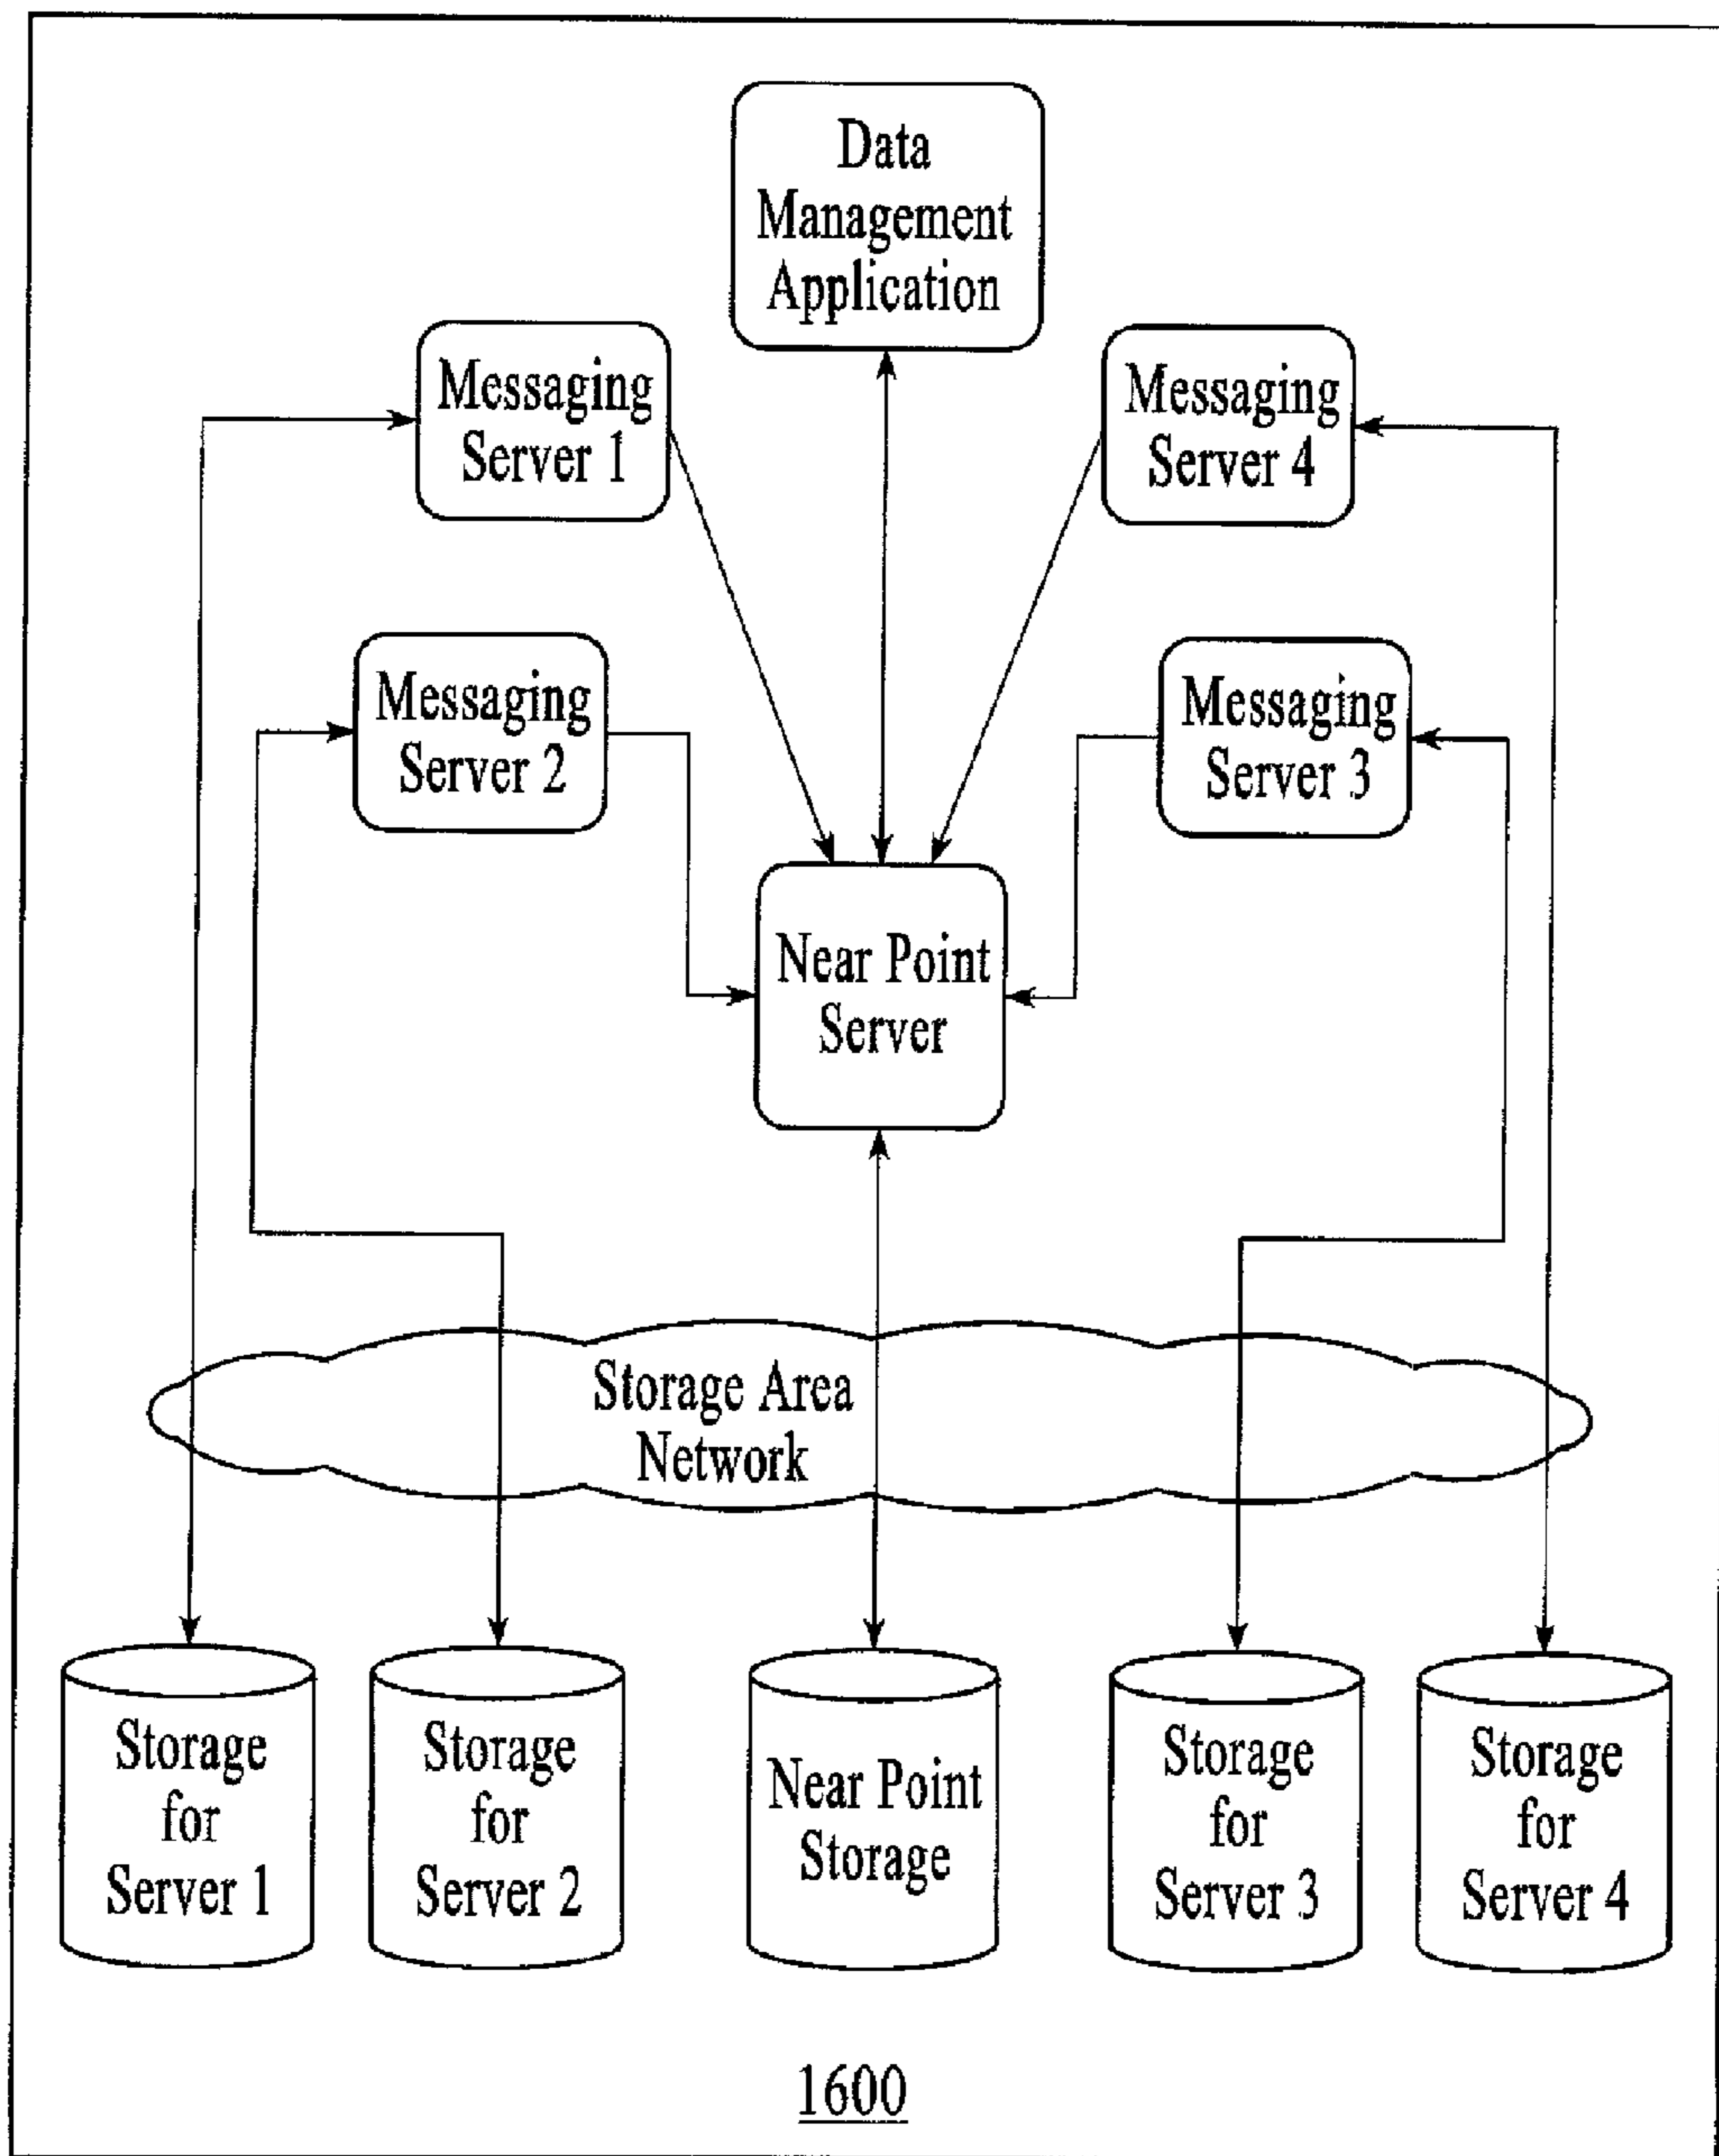 Data
Management
Application
Messaging
Server 1
Messaging
Server 4
Messaging
Server 2
Messaging
Server 3
Near Point
Server
Storage Area
Network
Storage
for
Server 1
Storage
for
Server 2
Near Point
Storage
Storage
for
Server 3
Storage
for
Server 4
1600